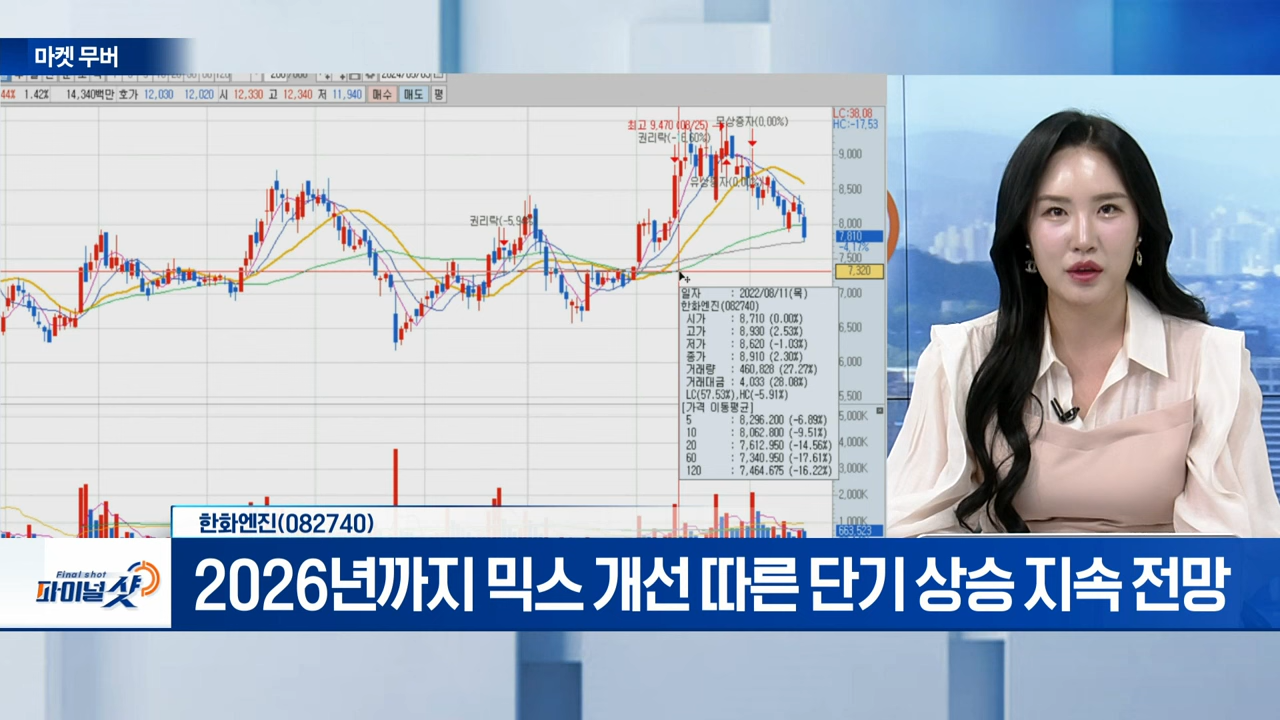 마켓 무버
44% 1.42% 14,340백만 호가 12,030 12,020 시 12,330 고 12,340 저 11,940 매수 매도 평
LC:38,08
HC:-17,53
최고 9,470 (08/25)
무상증자(0,00%)
권리락(- 6,60%)
유상증자(0,00%)
권리락(-5,9
9,000
8,500
8,000
7,810
-4,17%
7,500
7,320
7,000
6,500
6,000
5,500
5,000K
4,000K
3,000K
2,000K
1,000K
663,523
일자 : 2022/08/11(목)
한화엔진(082740)
시가 : 8,710 (0.00%)
고가 : 8,930 (2.53%)
저가 : 8,620 (-1.03%)
종가 : 8,910 (2.30%)
거래량 : 460,828 (27.27%)
거래대금 : 4,033 (28.08%)
LC(57.53%),HC(-5.91%)
[가격 이동평균]
5 : 8,296.200 (-6.89%)
10 : 8,062.800 (-9.51%)
20 : 7,612.950 (-14.56%)
60 : 7,340.950 (-17.61%)
120 : 7,464.675 (-16.22%)
한화엔진(082740)
Final shot
파이널샷
2026년까지 믹스 개선 따른 단기 상승 지속 전망